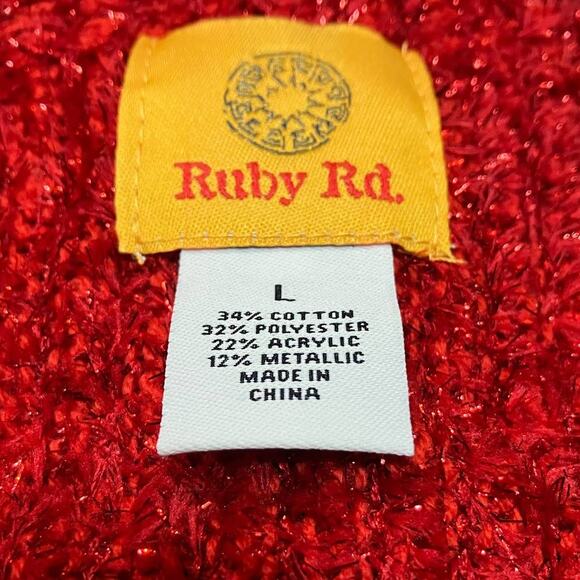 Ruby Rd.
L
34% COTTON
32% POLYESTER
22% ACRYLIC
12% METALLIC
MADE IN
CHINA